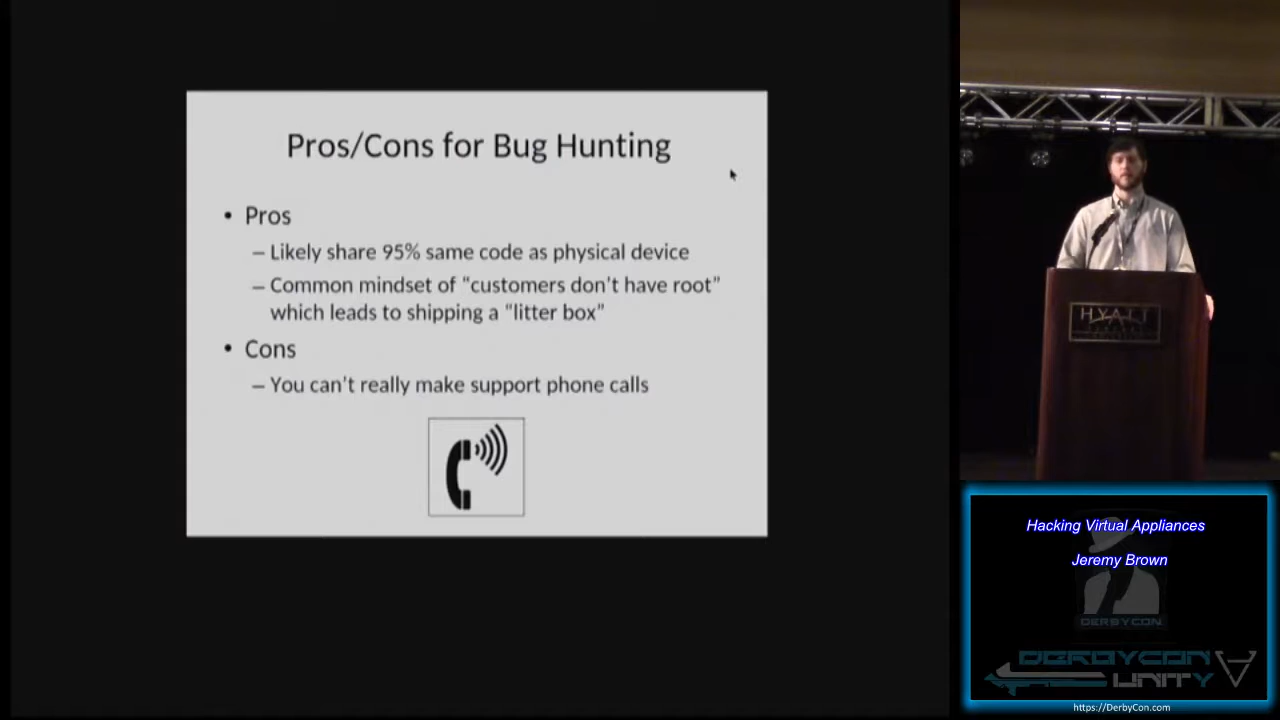 Pros/Cons for Bug Hunting
• Pros
– Likely share 95% same code as physical device
– Common mindset of “customers don’t have root”
which leads to shipping a “litter box”
• Cons
– You can’t really make support phone calls
HYATT
Hacking Virtual Appliances
Jeremy Brown
DERBYCON
DERBYCON
UNITY
https://DerbyCon.com